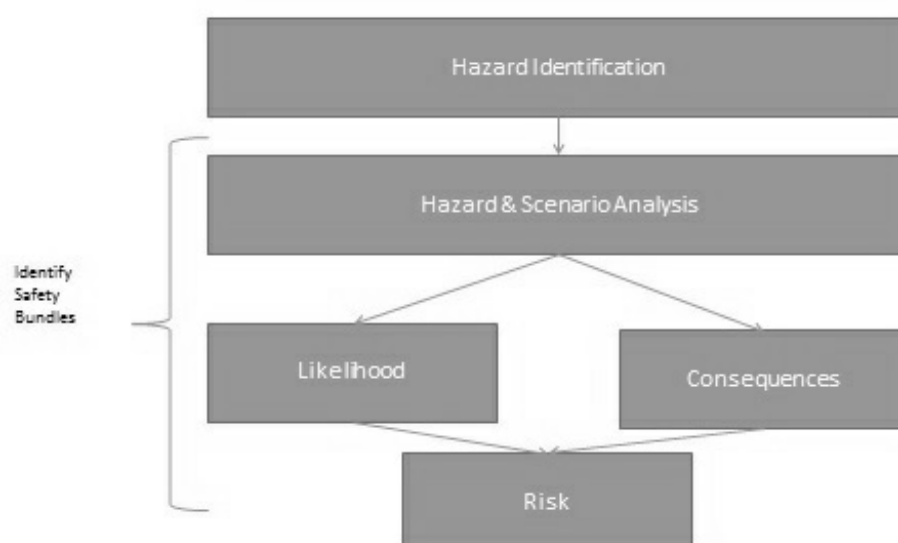 Hazard Identification
Hazard & Scenario Analysis
Identify
Safety
Bundles
Likelihood
Consequences
Risk